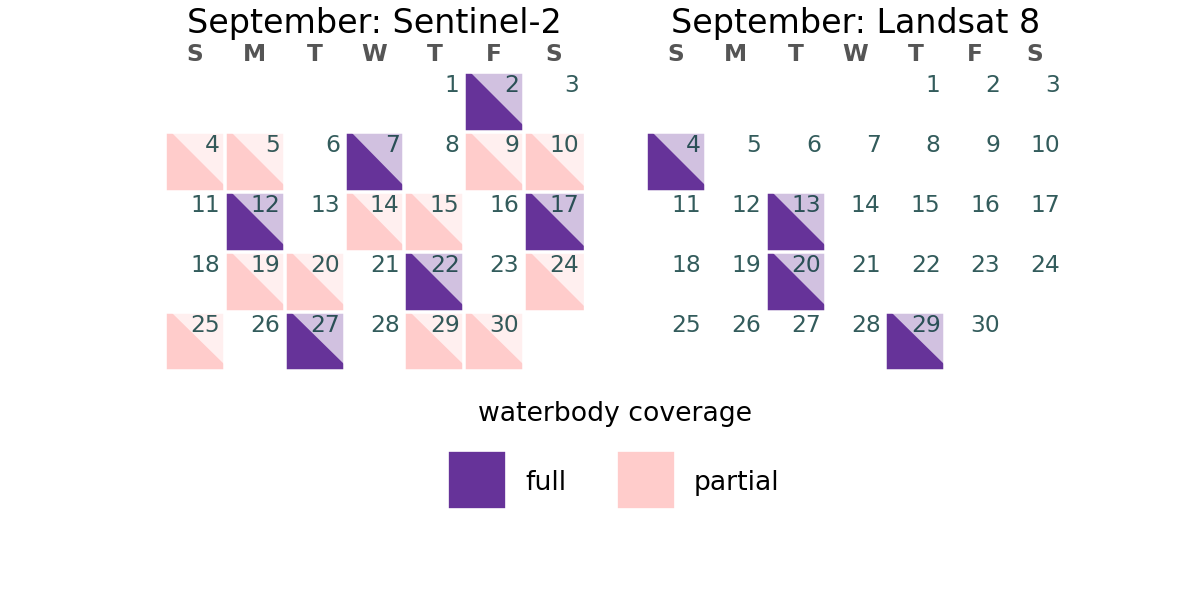 September: Sentinel-2
S M T W T F S
1 2 3
4 5 6 7 8 9 10
11 12 13 14 15 16 17
18 19 20 21 22 23 24
25 26 27 28 29 30
September: Landsat 8
S M T W T F S
1 2 3
4 5 6 7 8 9 10
11 12 13 14 15 16 17
18 19 20 21 22 23 24
25 26 27 28 29 30
waterbody coverage
full partial